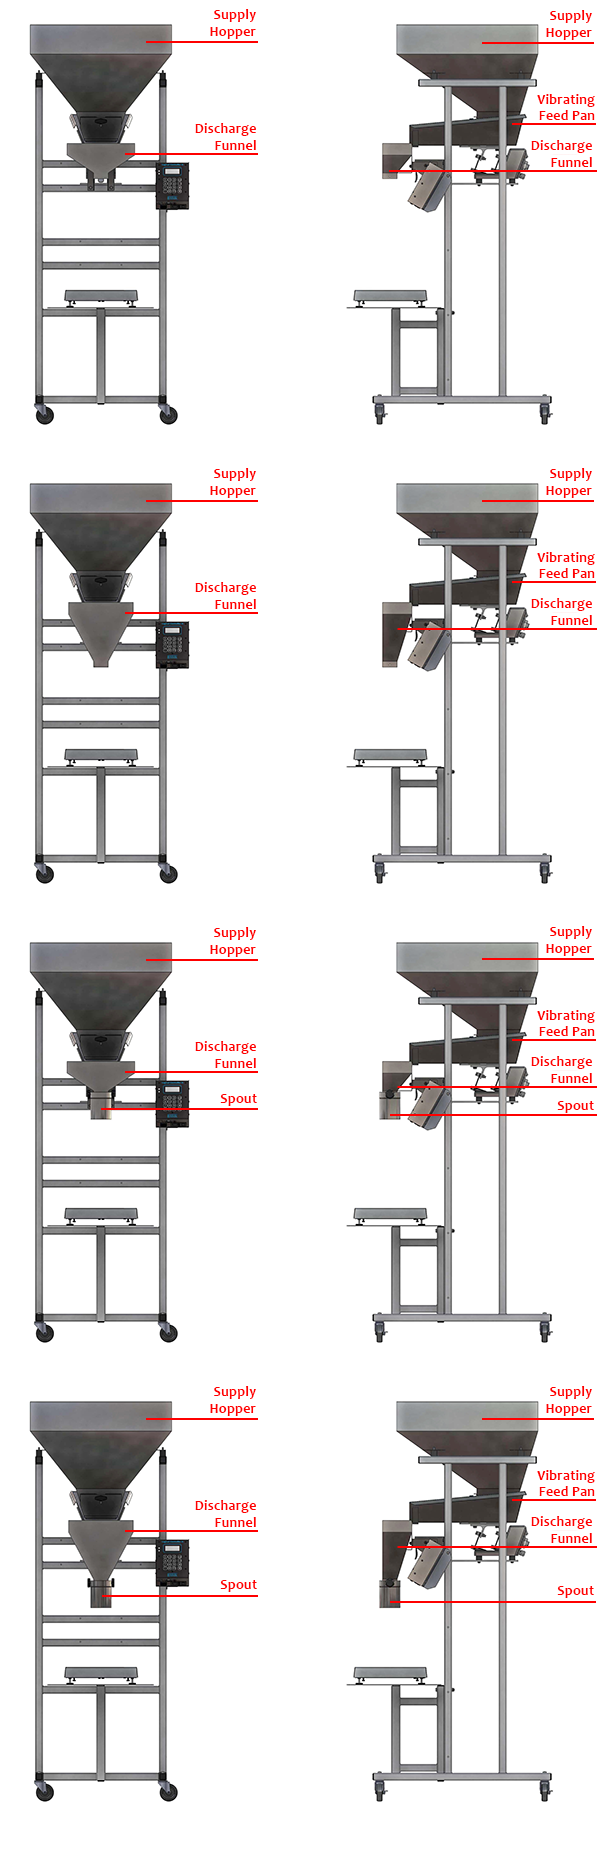 Supply
Hopper
Discharge
Funnel
Supply
Hopper
Vibrating
Feed Pan
Discharge
Funnel
Supply
Hopper
Discharge
Funnel
Supply
Hopper
Vibrating
Feed Pan
Discharge
Funnel
Supply
Hopper
Discharge
Funnel
Spout
Supply
Hopper
Vibrating
Feed Pan
Discharge
Funnel
Spout
Supply
Hopper
Discharge
Funnel
Spout
Supply
Hopper
Vibrating
Feed Pan
Discharge
Funnel
Spout